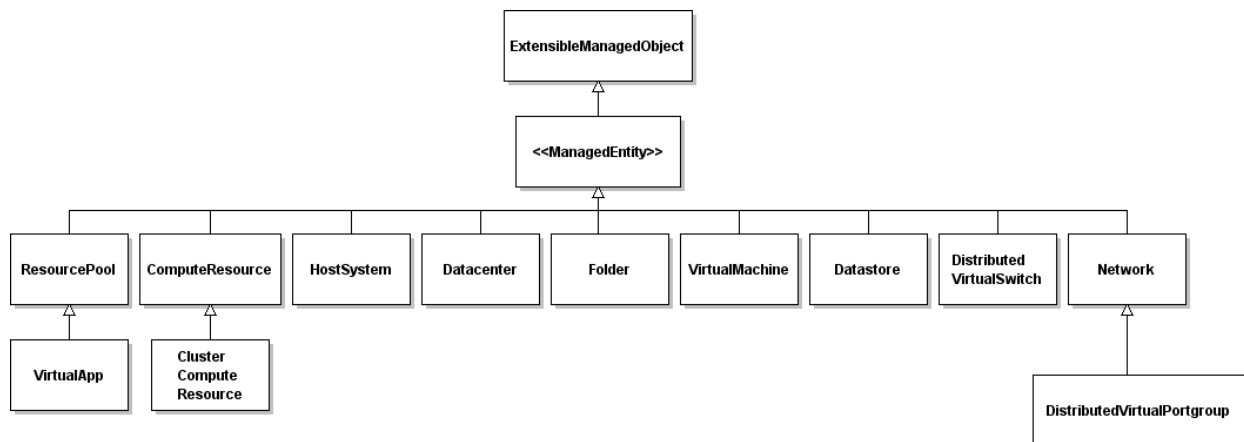 ExtensibleManagedObject
<<ManagedEntity>>
ResourcePool
ComputeResource
HostSystem
Datacenter
Folder
VirtualMachine
Datastore
Distributed
VirtualSwitch
Network
VirtualApp
Cluster
Compute
Resource
DistributedVirtualPortgroup